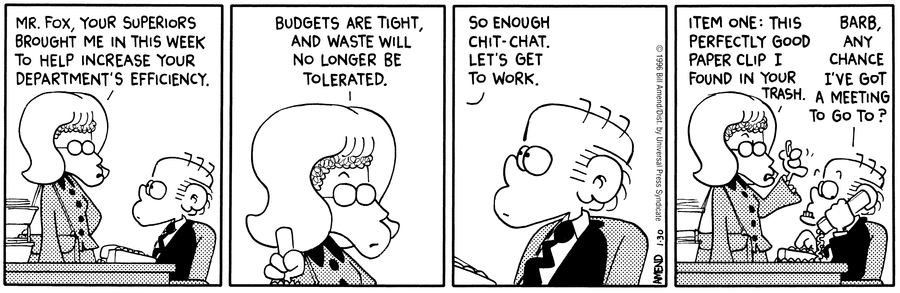 MR. FOX, YOUR SUPERIORS
BROUGHT ME IN THIS WEEK
TO HELP INCREASE YOUR
DEPARTMENT'S EFFICIENCY.
BUDGETS ARE TIGHT,
AND WASTE WILL
NO LONGER BE
TOLERATED.
SO ENOUGH
CHIT-CHAT.
LET'S GET
TO WORK.
© 1996 Bill Amend/Dist. by Universal Press Syndicate
AMEND 1·30
ITEM ONE: THIS
PERFECTLY GOOD
PAPER CLIP I
FOUND IN YOUR
TRASH.
BARB,
ANY
CHANCE
I'VE GOT
A MEETING
TO GO TO?